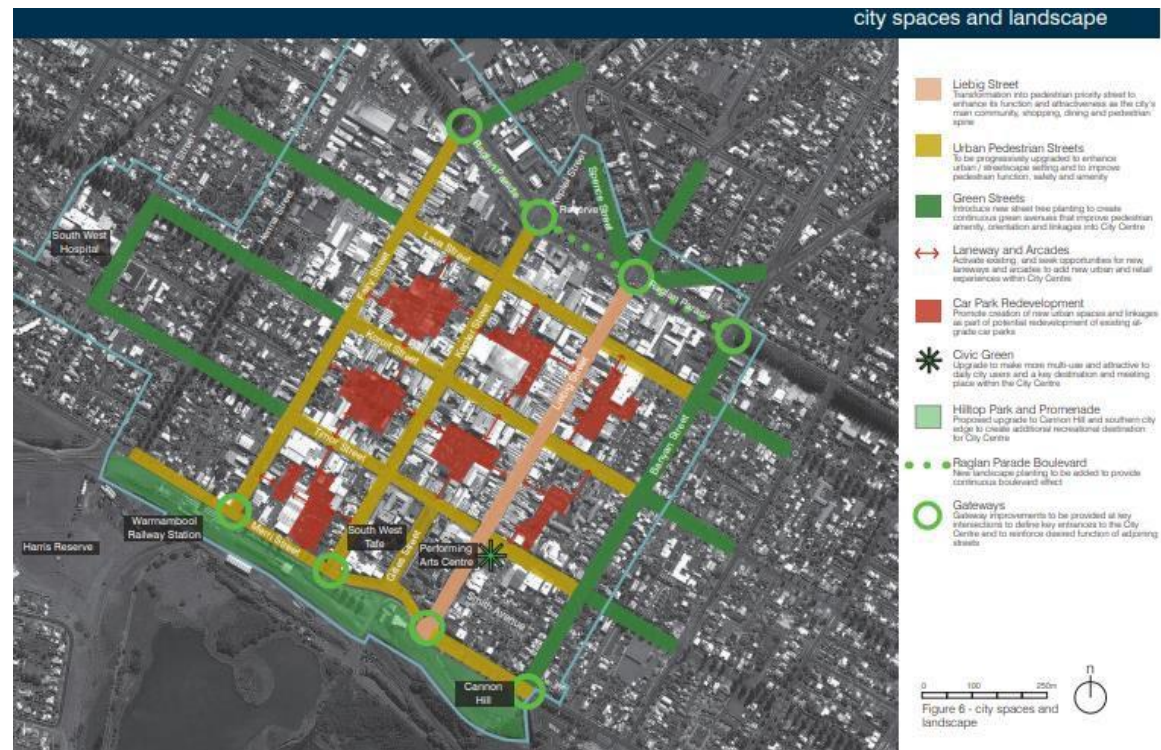 city spaces and landscape
Liebig Street
Transformation into pedestrian priority street to
enhance its function and attractiveness as the city's
main community, shopping, dining and pedestrian
spine
Urban Pedestrian Streets
To be progressively upgraded to enhance
urban / streetscape setting and to improve
pedestrian function, safety and amenity
Green Streets
Introduce new street tree planting to create
continuous green avenues that improve pedestrian
amenity, orientation and linkages into City Centre
Laneway and Arcades
Activate existing, and seek opportunities for new,
laneways and arcades to add new urban and retail
experiences within City Centre
Car Park Redevelopment
Promote creation of new urban spaces and linkages
as part of potential redevelopment of existing at-
grade car parks
Civic Green
Upgrade to make more multi-use and attractive to
daily city users and a key destination and meeting
place within the City Centre
Hilltop Park and Promenade
Proposed upgrade to Cannon Hill and southern city
edge to create additional recreational destination
for City Centre
Raglan Parade Boulevard
New landscape planting to be added to provide
continuous boulevard effect
Gateways
Gateway improvements to be provided at key
intersections to define key entrances to the City
Centre and to reinforce desired function of adjoining
streets
Raglan Parade
Kepler Street
Spence Street
Reserve
South West
Hospital
Lava Street
Fairy Street
Raglan Parade
Kepler Street
Koroit Street
Liebig Street
Timor Street
Banyan Street
Warrnambool
Railway Station
Merri Street
South West
Tafe
Gilles Street
Performing
Arts Centre
Harris Reserve
Cannon
Hill
n
0 100 250m
Figure 6 - city spaces and
landscape